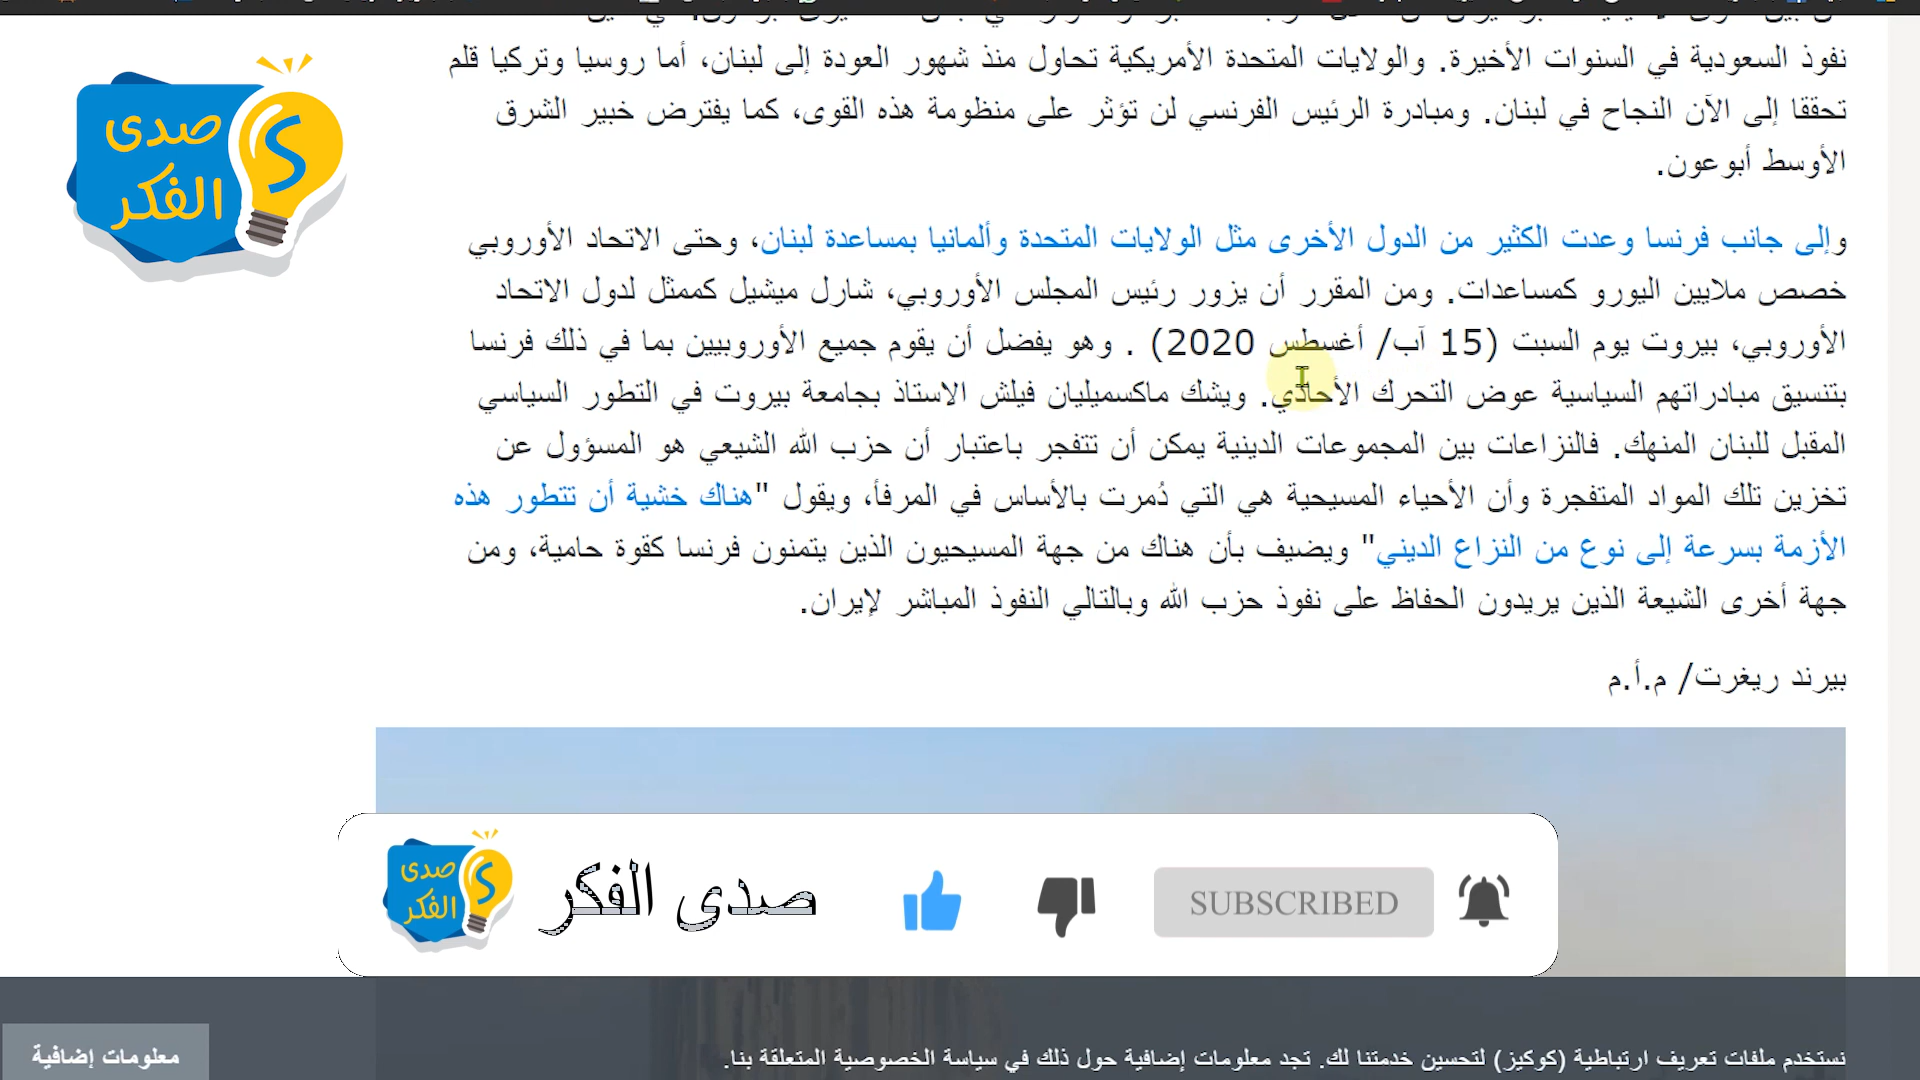 نفوذ السعودية في السنوات الأخيرة. والولايات المتحدة الأمريكية تحاول منذ شهور العودة إلى لبنان، أما روسيا وتركيا قلم
تحققا إلى الآن النجاح في لبنان. ومبادرة الرئيس الفرنسي لن تؤثر على منظومة هذه القوى، كما يفترض خبير الشرق
الأوسط أبوعون.
صدى
الفكر
وإلى جانب فرنسا وعدت الكثير من الدول الأخرى مثل الولايات المتحدة وألمانيا بمساعدة لبنان، وحتى الاتحاد الأوروبي
خصص ملايين اليورو كمساعدات. ومن المقرر أن يزور رئيس المجلس الأوروبي، شارل ميشيل كممثل لدول الاتحاد
الأوروبي، بيروت يوم السبت (15 آب/ أغسطس 2020) . وهو يفضل أن يقوم جميع الأوروبيين بما في ذلك فرنسا
بتنسيق مبادراتهم السياسية عوض التحرك الأحاذي. ويشك ماكسميليان فيلش الاستاذ بجامعة بيروت في التطور السياسي
المقبل للبنان المنهك. فالنزاعات بين المجموعات الدينية يمكن أن تتفجر باعتبار أن حزب الله الشيعي هو المسؤول عن
تخزين تلك المواد المتفجرة وأن الأحياء المسيحية هي التي دُمرت بالأساس في المرفأ، ويقول "هناك خشية أن تتطور هذه
الأزمة بسرعة إلى نوع من النزاع الديني" ويضيف بأن هناك من جهة المسيحيون الذين يتمنون فرنسا كقوة حامية، ومن
جهة أخرى الشيعة الذين يريدون الحفاظ على نفوذ حزب الله وبالتالي النفوذ المباشر لإيران.
بيرند ريغرت/ م.أ.م
صدى
الفكر
صدى الفكر
SUBSCRIBED
نستخدم ملفات تعريف ارتباطية (كوكيز) لتحسين خدمتنا لك. تجد معلومات إضافية حول ذلك في سياسة الخصوصية المتعلقة بنا.
معلومات إضافية